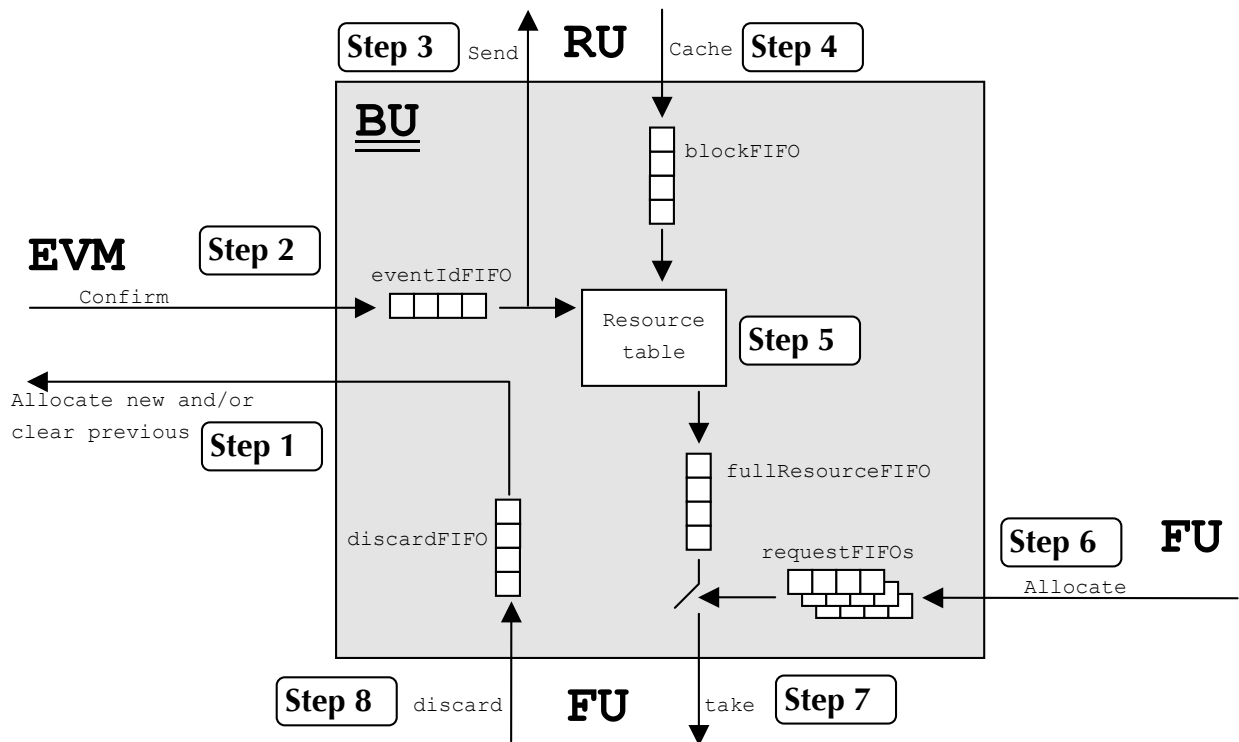 Step 3
Send
RU
Cache
Step 4
BU
blockFIFO
EVM
Step 2
eventIdFIFO
Confirm
Resource
table
Step 5
Allocate new and/or
clear previous
Step 1
fullResourceFIFO
discardFIFO
requestFIFOs
Step 6
FU
Allocate
Step 8
discard
FU
take
Step 7